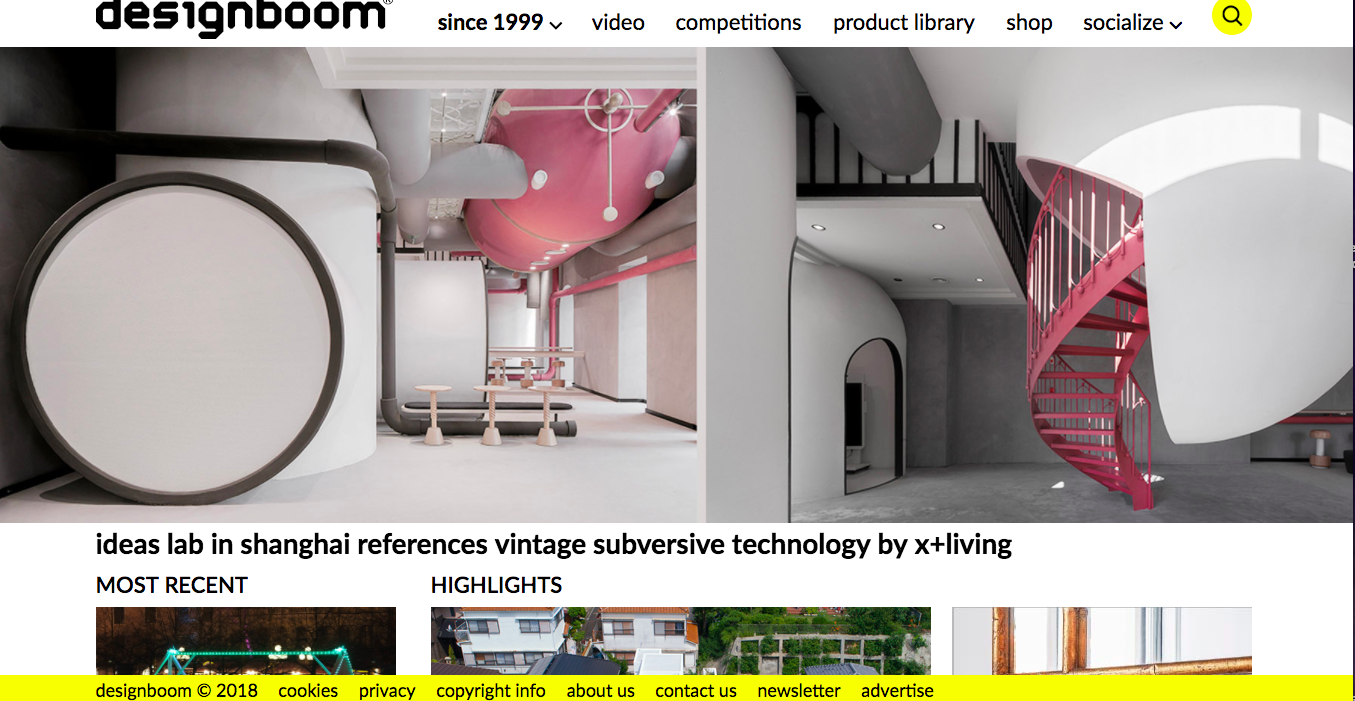 designboom®
since 1999 video competitions product library shop socialize
ideas lab in shanghai references vintage subversive technology by x+living
MOST RECENT HIGHLIGHTS
designboom © 2018 cookies privacy copyright info about us contact us newsletter advertise